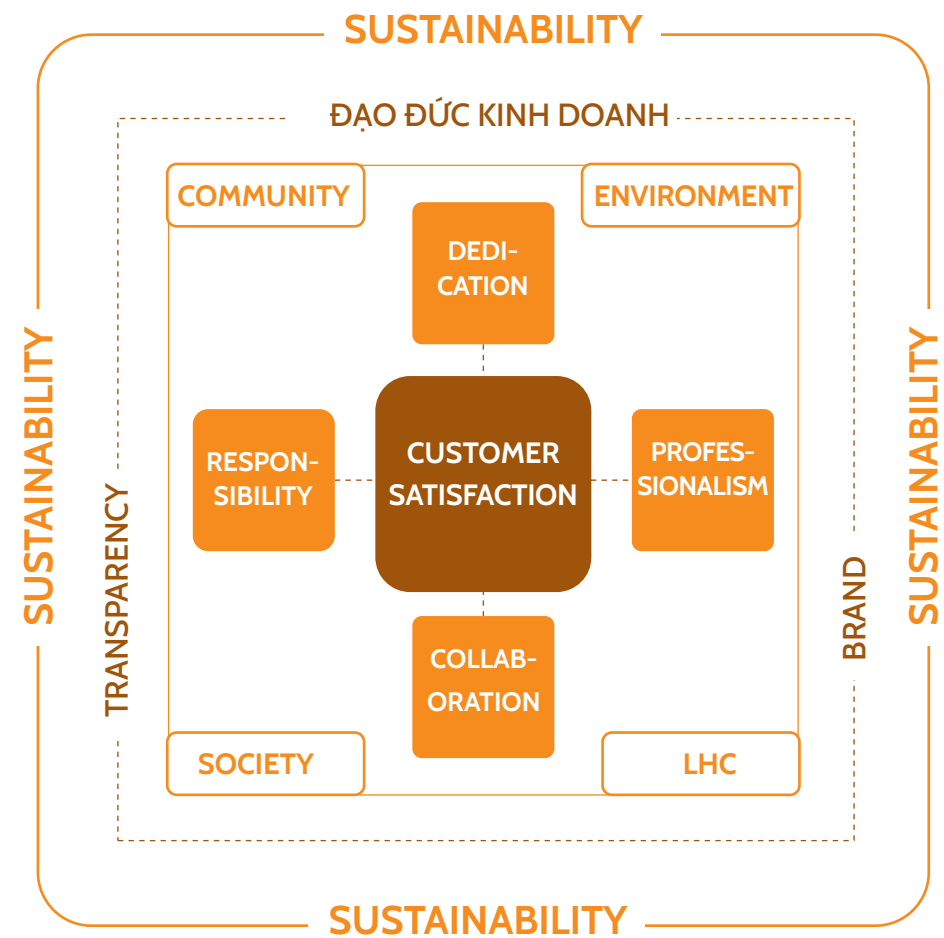 SUSTAINABILITY
ĐẠO ĐỨC KINH DOANH
COMMUNITY
ENVIRONMENT
DEDI-
CATION
SUSTAINABILITY
SUSTAINABILITY
RESPON-
SIBILITY
CUSTOMER
SATISFACTION
PROFES-
SIONALISM
TRANSPARENCY
BRAND
COLLAB-
ORATION
SOCIETY
LHC
SUSTAINABILITY